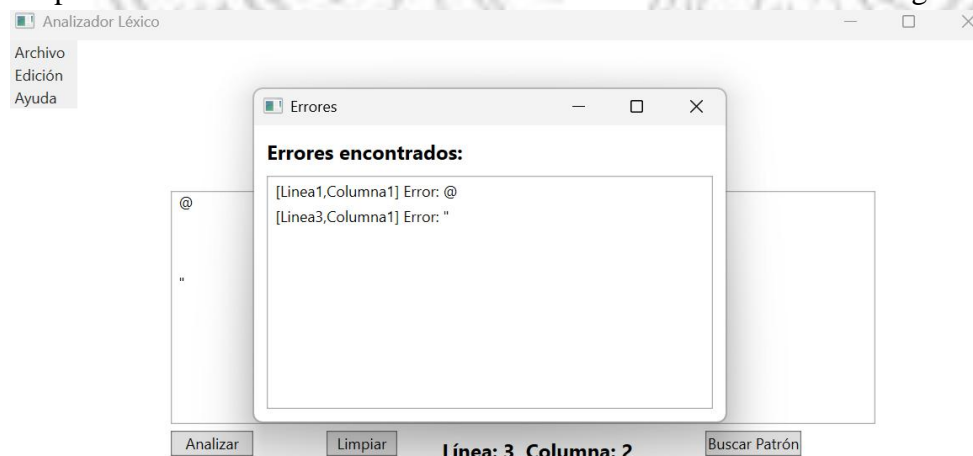 Analizador Léxico
Archivo
Edición
Ayuda
Errores
Errores encontrados:
[Linea1,Columna1] Error: @
[Linea3,Columna1] Error: "
@
"
Analizar
Limpiar
Línea: 3 Columna: 2
Buscar Patrón